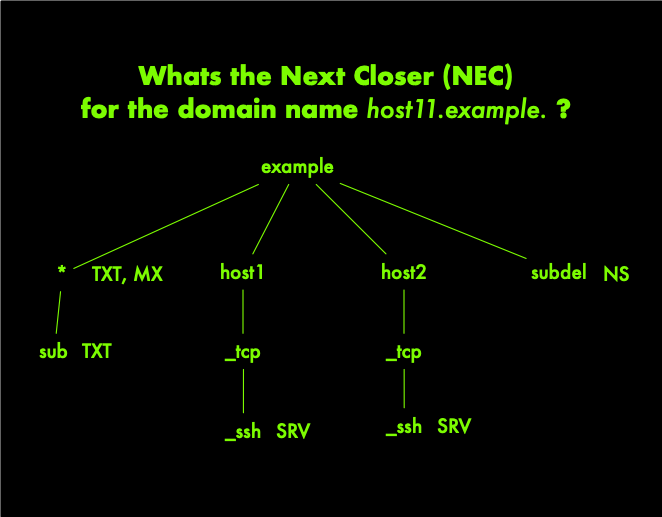 Whats the Next Closer (NEC)
for the domain name host11.example. ?
example
* TXT, MX
host1
host2
subdel NS
sub TXT
_tcp
_tcp
_ssh SRV
_ssh SRV